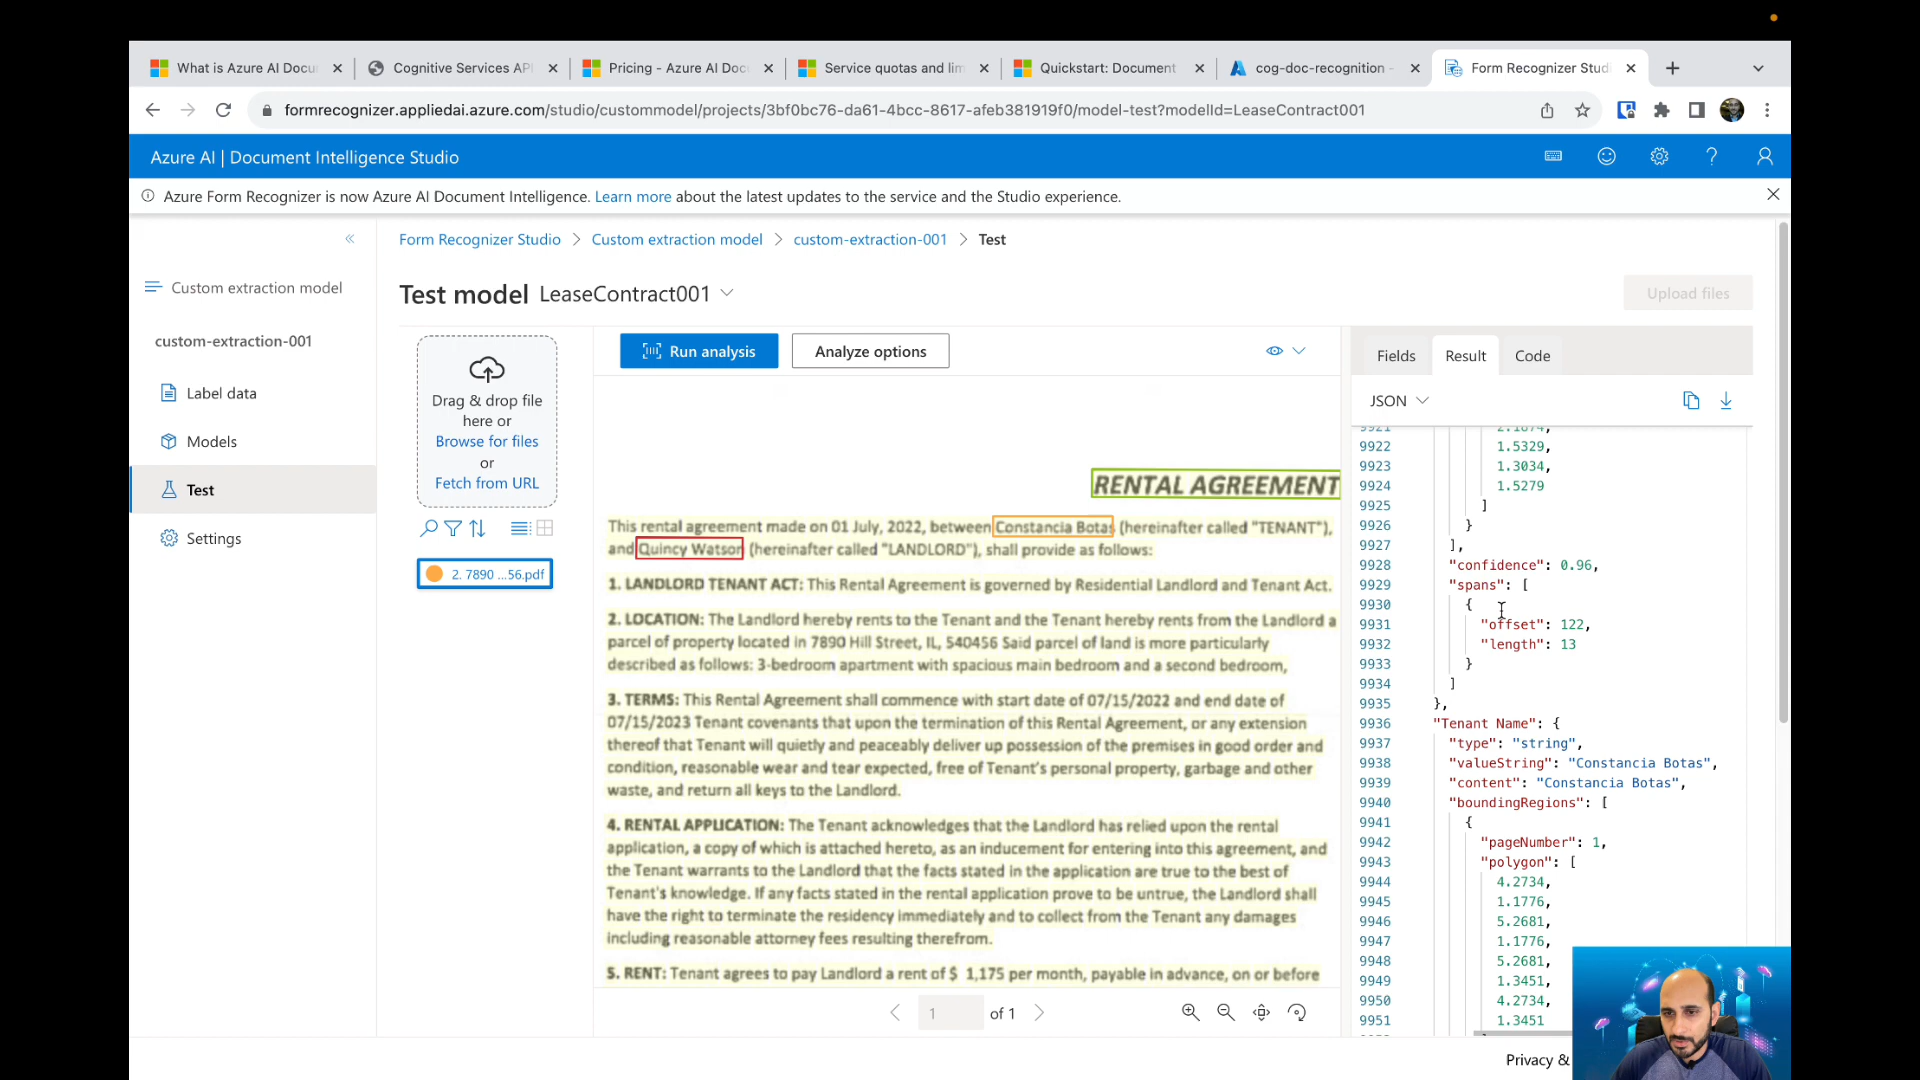 What is Azure AI Docu
Cognitive Services API
Pricing - Azure AI Doc
Service quotas and lim
Quickstart: Document
cog-doc-recognition -
Form Recognizer Stud
formrecognizer.appliedai.azure.com/studio/custommodel/projects/3bf0bc76-da61-4bcc-8617-afeb381919f0/model-test?modelId=LeaseContract001
Azure AI | Document Intelligence Studio
Azure Form Recognizer is now Azure AI Document Intelligence. Learn more about the latest updates to the service and the Studio experience.
Form Recognizer Studio > Custom extraction model > custom-extraction-001 > Test
Custom extraction model
custom-extraction-001
Label data
Models
Test
Settings
Test model LeaseContract001
Upload files
Drag & drop file
here or
Browse for files
or
Fetch from URL
2. 7890 ...56.pdf
Run analysis
Analyze options
RENTAL AGREEMENT
This rental agreement made on 01 July, 2022, between Constancia Botas (hereinafter called "TENANT"),
and Quincy Watson (hereinafter called "LANDLORD"), shall provide as follows:
1. LANDLORD TENANT ACT: This Rental Agreement is governed by Residential Landlord and Tenant Act.
2. LOCATION: The Landlord hereby rents to the Tenant and the Tenant hereby rents from the Landlord a
parcel of property located in 7890 Hill Street, IL, 540456 Said parcel of land is more particularly
described as follows: 3-bedroom apartment with spacious main bedroom and a second bedroom,
3. TERMS: This Rental Agreement shall commence with start date of 07/15/2022 and end date of
07/15/2023 Tenant covenants that upon the termination of this Rental Agreement, or any extension
thereof that Tenant will quietly and peaceably deliver up possession of the premises in good order and
condition, reasonable wear and tear expected, free of Tenant's personal property, garbage and other
waste, and return all keys to the Landlord.
4. RENTAL APPLICATION: The Tenant acknowledges that the Landlord has relied upon the rental
application, a copy of which is attached hereto, as an inducement for entering into this agreement, and
the Tenant warrants to the Landlord that the facts stated in the application are true to the best of
Tenant's knowledge. If any facts stated in the rental application prove to be untrue, the Landlord shall
have the right to terminate the residency immediately and to collect from the Tenant any damages
including reasonable attorney fees resulting therefrom.
5. RENT: Tenant agrees to pay Landlord a rent of $ 1,175 per month, payable in advance, on or before
1 of 1
Fields
Result
Code
JSON
9921 2.1874,
9922 1.5329,
9923 1.3034,
9924 1.5279
9925 ]
9926 }
9927 ],
9928 "confidence": 0.96,
9929 "spans": [
9930 {
9931 "offset": 122,
9932 "length": 13
9933 }
9934 ]
9935 },
9936 "Tenant Name": {
9937 "type": "string",
9938 "valueString": "Constancia Botas",
9939 "content": "Constancia Botas",
9940 "boundingRegions": [
9941 {
9942 "pageNumber": 1,
9943 "polygon": [
9944 4.2734,
9945 1.1776,
9946 5.2681,
9947 1.1776,
9948 5.2681,
9949 1.3451,
9950 4.2734,
9951 1.3451
Privacy &